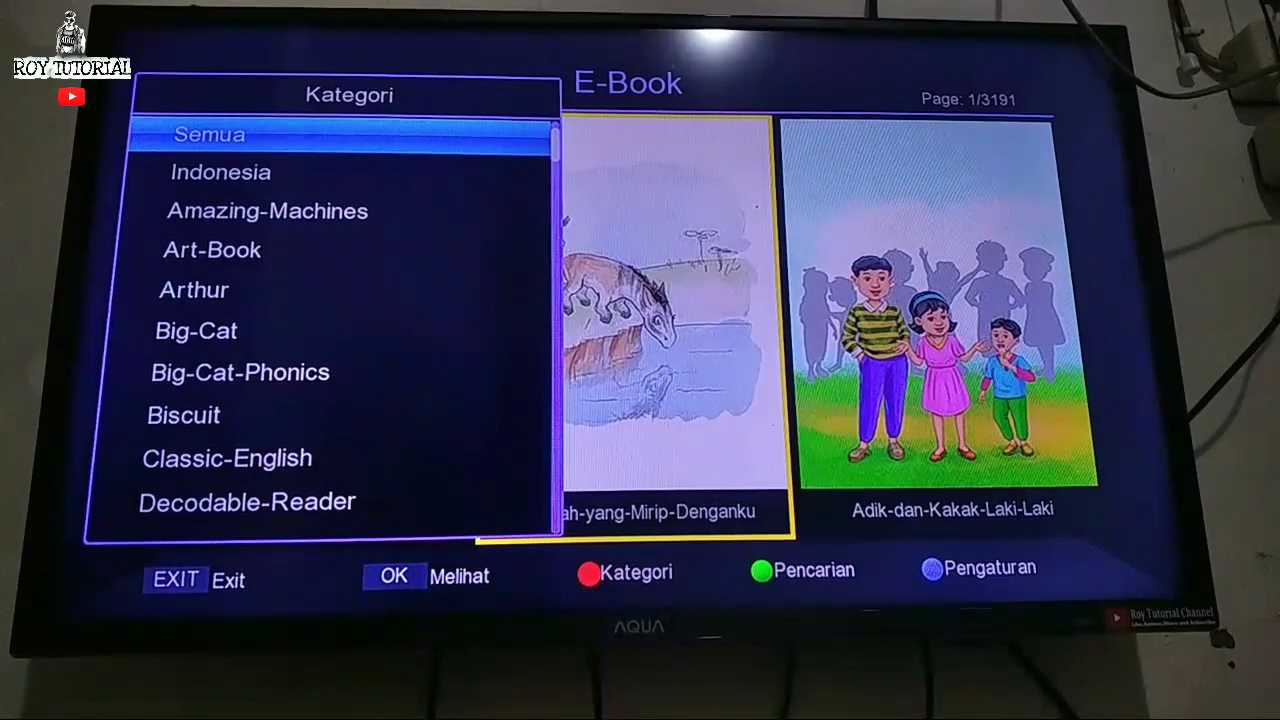 ROY TUTORIAL
E-Book
Page: 1/3191
Kategori
Semua
Indonesia
Amazing-Machines
Art-Book
Arthur
Big-Cat
Big-Cat-Phonics
Biscuit
Classic-English
Decodable-Reader
ah-yang-Mirip-Denganku
Adik-dan-Kakak-Laki-Laki
EXIT Exit
OK Melihat
Kategori
Pencarian
Pengaturan
AQUA
Roy Tutorial Channel